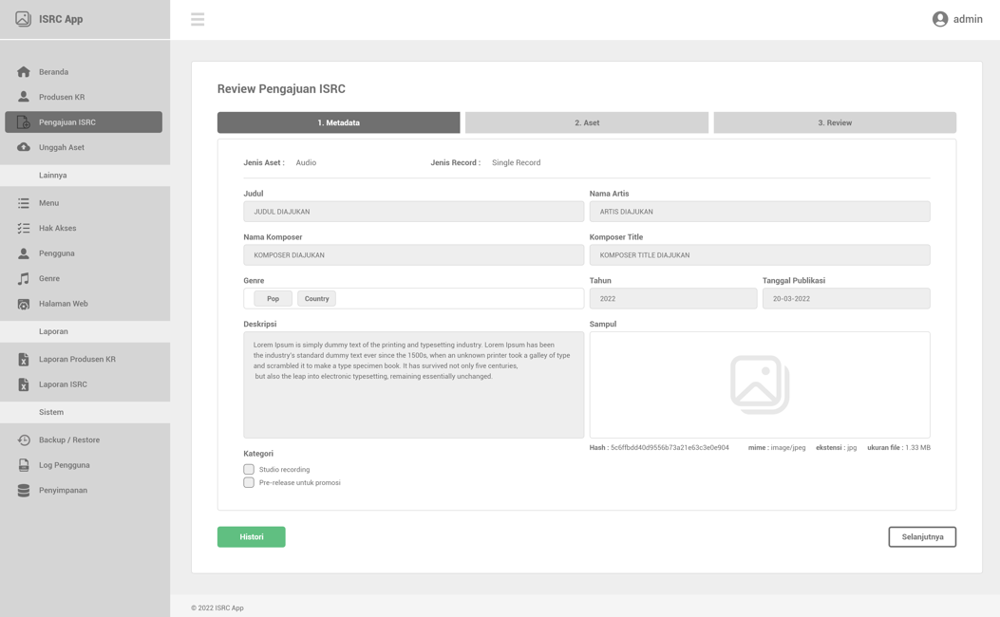 ISRC App
admin
Beranda
Produsen KR
Pengajuan ISRC
Unggah Aset
Lainnya
Menu
Hak Akses
Pengguna
Genre
Halaman Web
Laporan
Laporan Produsen KR
Laporan ISRC
Sistem
Backup / Restore
Log Pengguna
Penyimpanan
Review Pengajuan ISRC
1. Metadata
2. Aset
3. Review
Jenis Aset : Audio
Jenis Record : Single Record
Judul
JUDUL DIAJUKAN
Nama Artis
ARTIS DIAJUKAN
Nama Komposer
KOMPOSER DIAJUKAN
Komposer Title
KOMPOSER TITLE DIAJUKAN
Genre
Pop
Country
Tahun
2022
Tanggal Publikasi
20-03-2022
Deskripsi
Lorem Ipsum is simply dummy text of the printing and typesetting industry. Lorem Ipsum has been
the industry's standard dummy text ever since the 1500s, when an unknown printer took a galley of type
and scrambled it to make a type specimen book. It has survived not only five centuries,
but also the leap into electronic typesetting, remaining essentially unchanged.
Sampul
Hash : 5c6ffbdd40d9556b73a21e63c3e0e904
mime : image/jpeg
ekstensi : jpg
ukuran file : 1.33 MB
Kategori
Studio recording
Pre-release untuk promosi
Histori
Selanjutnya
© 2022 ISRC App